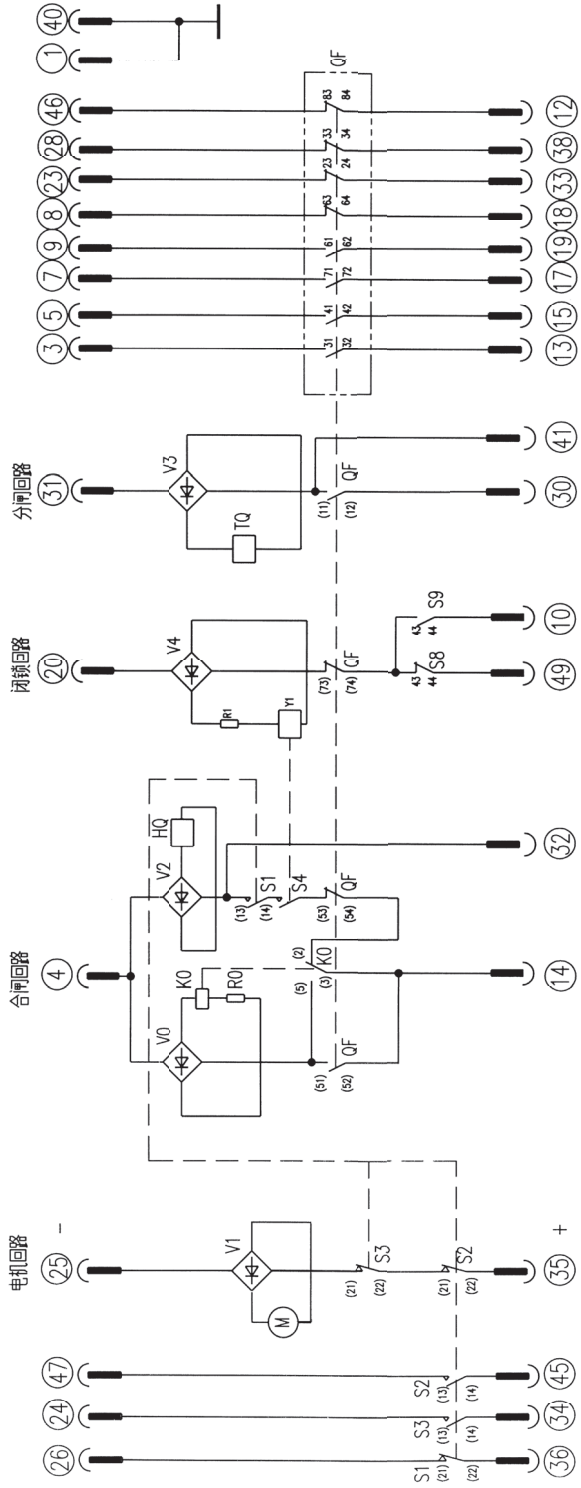 26 24 47 25 4 20 31 3 5 7 9 8 23 28 46 1 40
电机回路 合闸回路 闭锁回路 分闸回路
- V1 M
V0 K0 R0
V2 HQ
V4 R1 Y1
V3 TQ
QF
31 41 71 61 63 23 33 83
32 42 72 62 64 24 34 84
S1 (21) (22)
S3 (13) (14)
S2 (13) (14)
(21) S3 (22)
(21) S2 (22)
+
(51) QF (52)
(5) (2) K0 (3)
(13) S1 (14) S4
(53) QF (54)
(73) QF (74)
43 S8 44
43 S9 44
(11) QF (12)
36 34 45 35 14 32 49 10 30 41 13 15 17 19 18 33 38 12